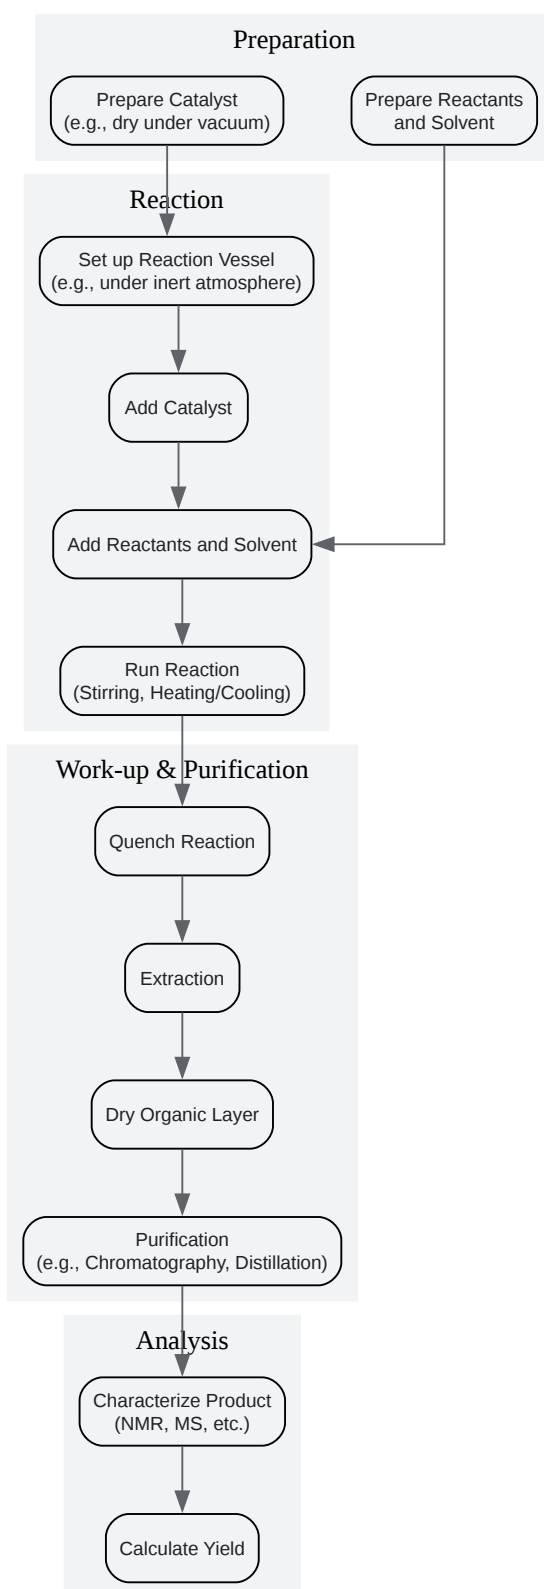 Preparation
Prepare Catalyst
(e.g., dry under vacuum)
Prepare Reactants
and Solvent
Reaction
Set up Reaction Vessel
(e.g., under inert atmosphere)
Add Catalyst
Add Reactants and Solvent
Run Reaction
(Stirring, Heating/Cooling)
Work-up & Purification
Quench Reaction
Extraction
Dry Organic Layer
Purification
(e.g., Chromatography, Distillation)
Analysis
Characterize Product
(NMR, MS, etc.)
Calculate Yield